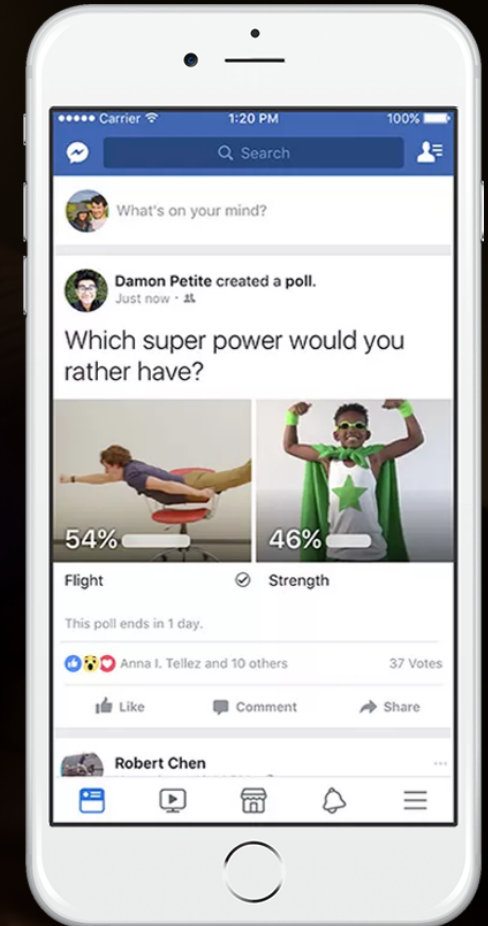 Carrier 1:20 PM 100%
Search
What's on your mind?
Damon Petite created a poll.
Just now ·
Which super power would you
rather have?
54% 46%
Flight Strength
This poll ends in 1 day.
Anna I. Tellez and 10 others 37 Votes
Like Comment Share
Robert Chen